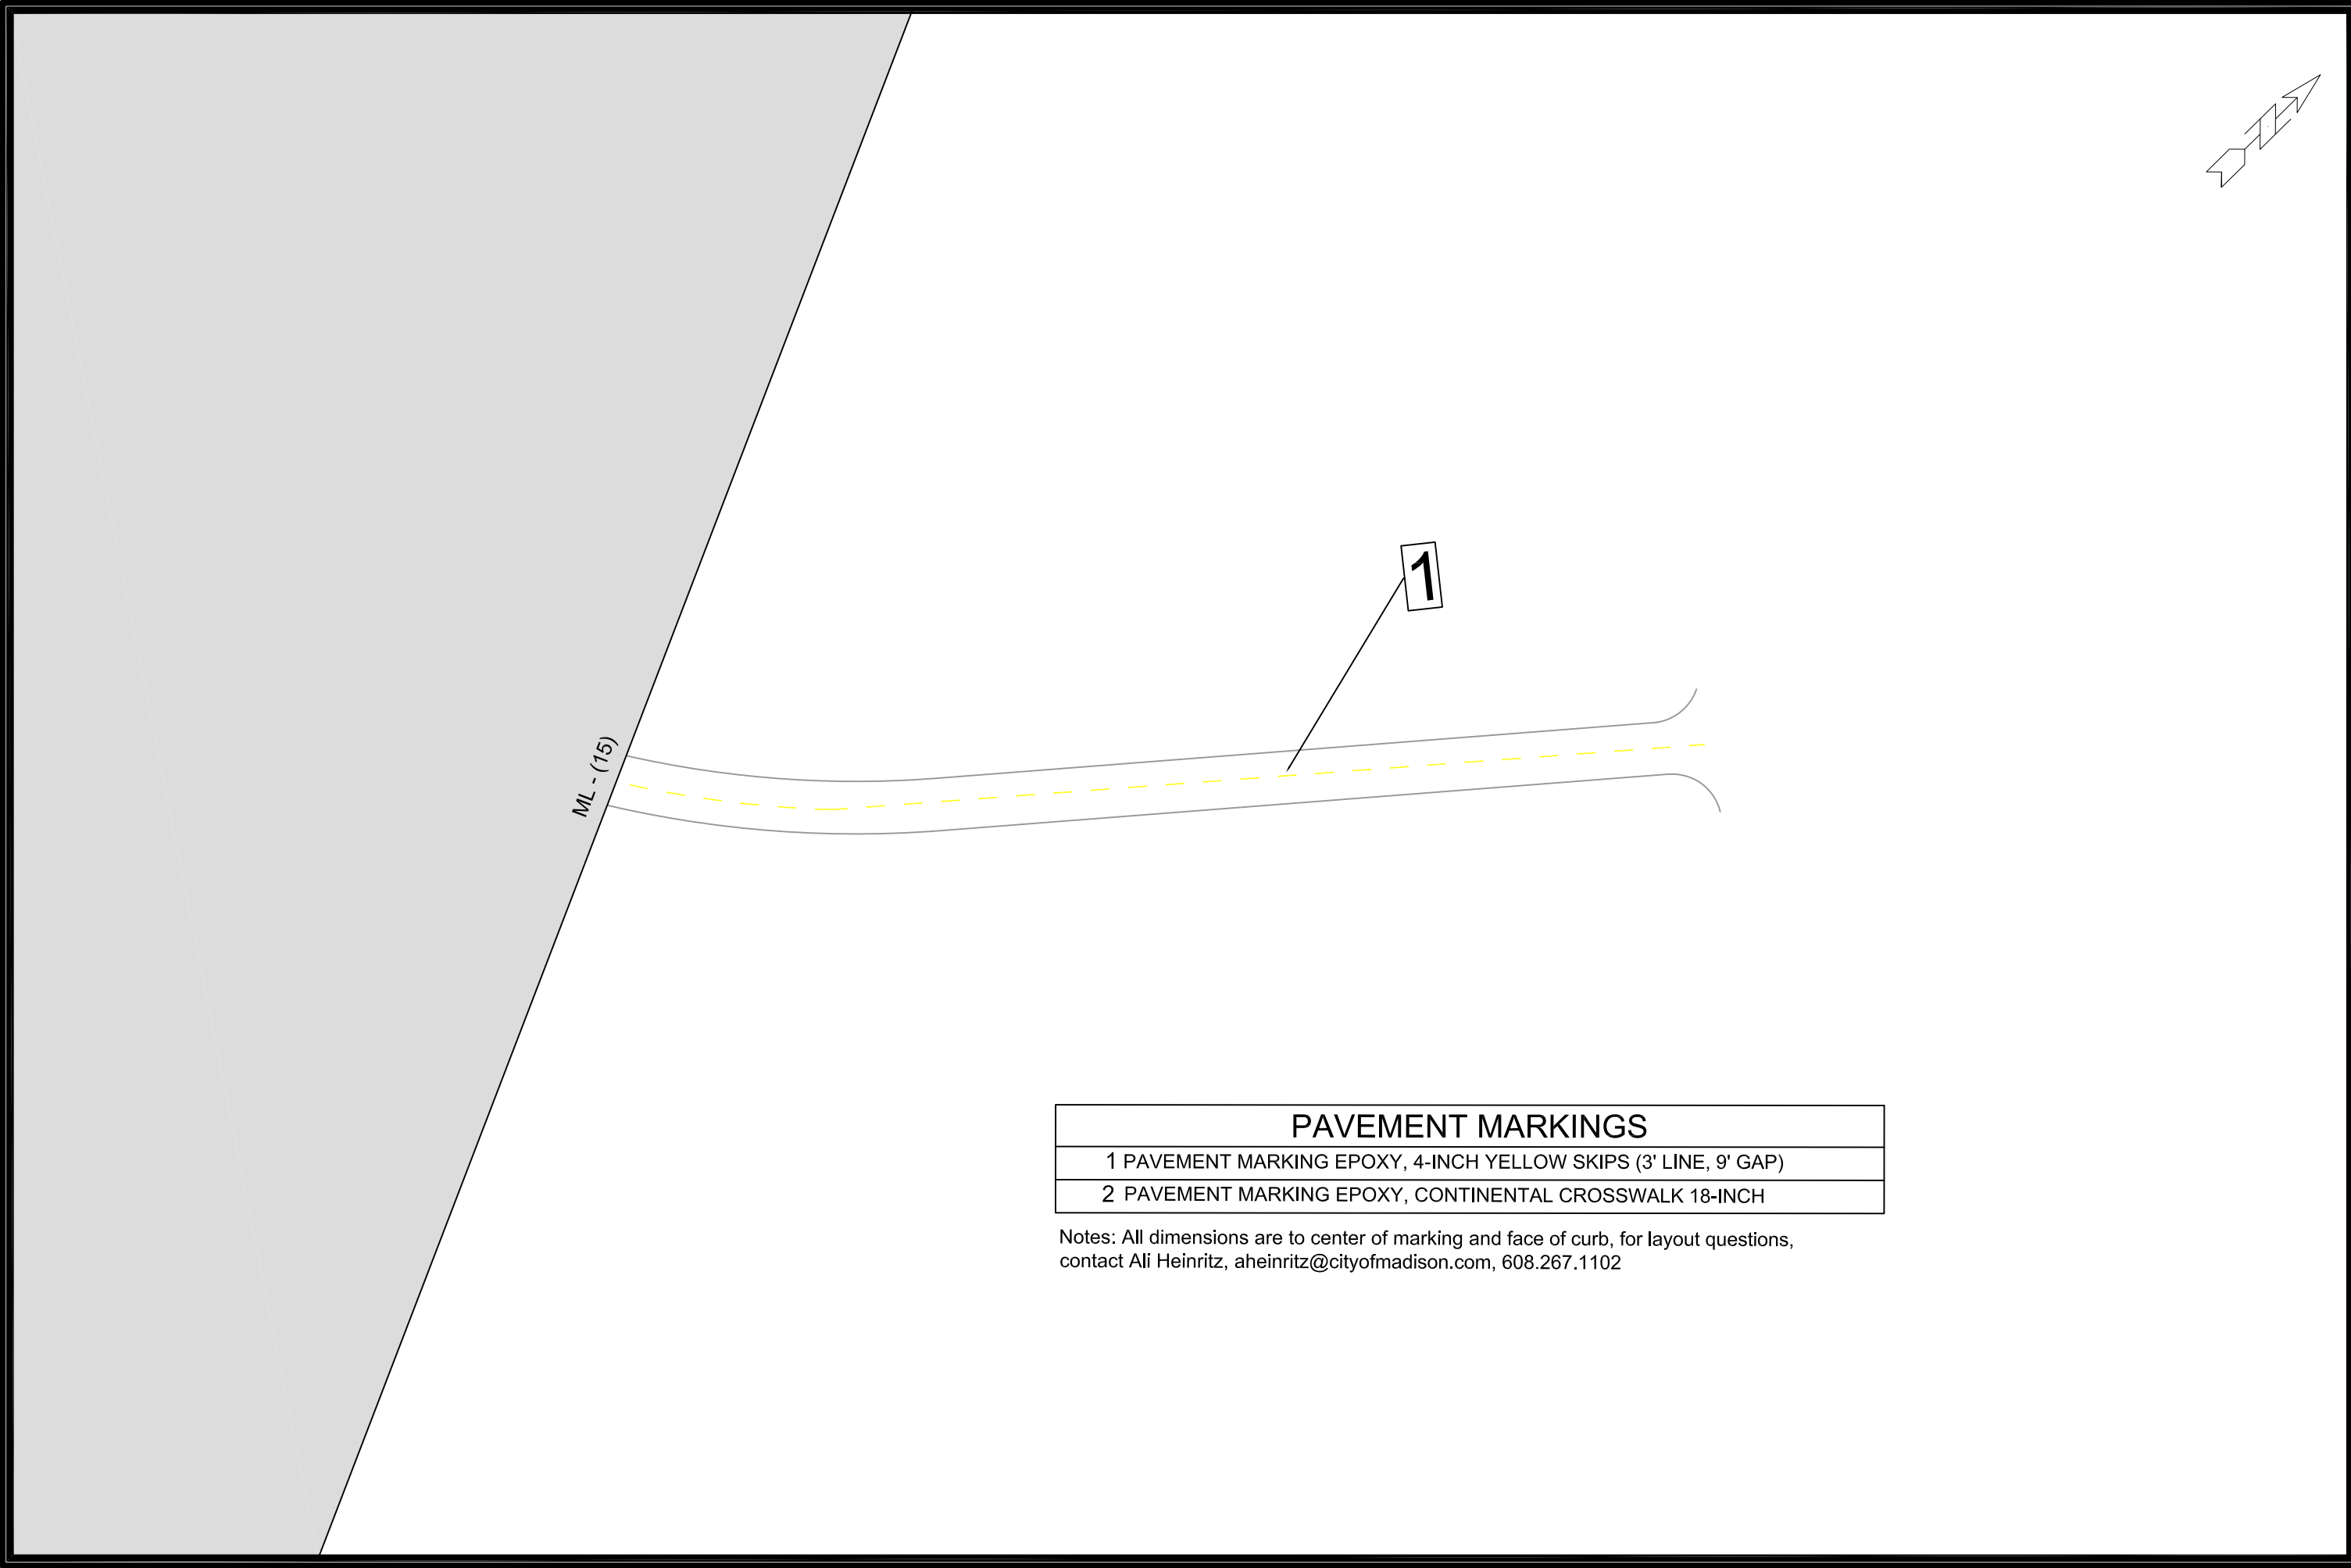 N
1
ML - (15)
PAVEMENT MARKINGS
1 PAVEMENT MARKING EPOXY, 4-INCH YELLOW SKIPS (3' LINE, 9' GAP)
2 PAVEMENT MARKING EPOXY, CONTINENTAL CROSSWALK 18-INCH
Notes: All dimensions are to center of marking and face of curb, for layout questions,
contact Ali Heinritz, aheinritz@cityofmadison.com, 608.267.1102